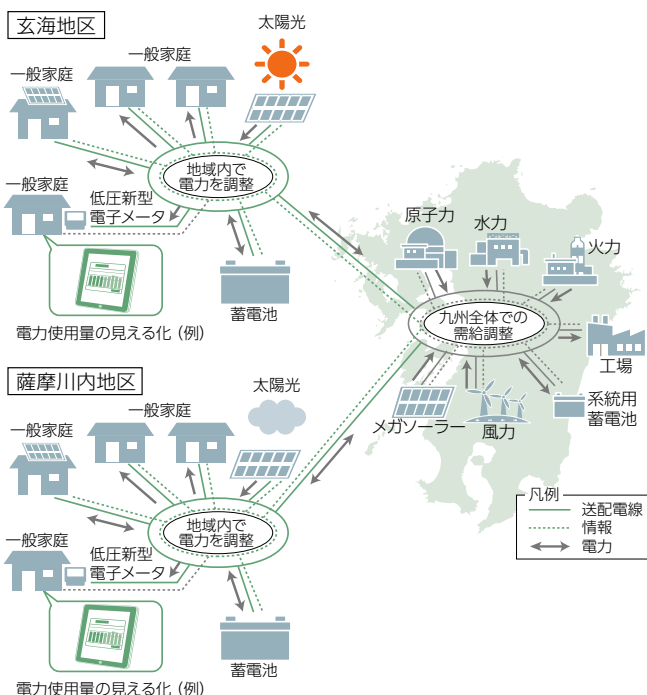 玄海地区
太陽光
一般家庭
一般家庭
地域内で
電力を調整
一般家庭
低圧新型
電子メータ
蓄電池
電力使用量の見える化（例）
原子力
水力
火力
九州全体での
需給調整
工場
メガソーラー
風力
系統用
蓄電池
薩摩川内地区
太陽光
一般家庭
一般家庭
地域内で
電力を調整
一般家庭
低圧新型
電子メータ
蓄電池
電力使用量の見える化（例）
凡例
送配電線
情報
電力